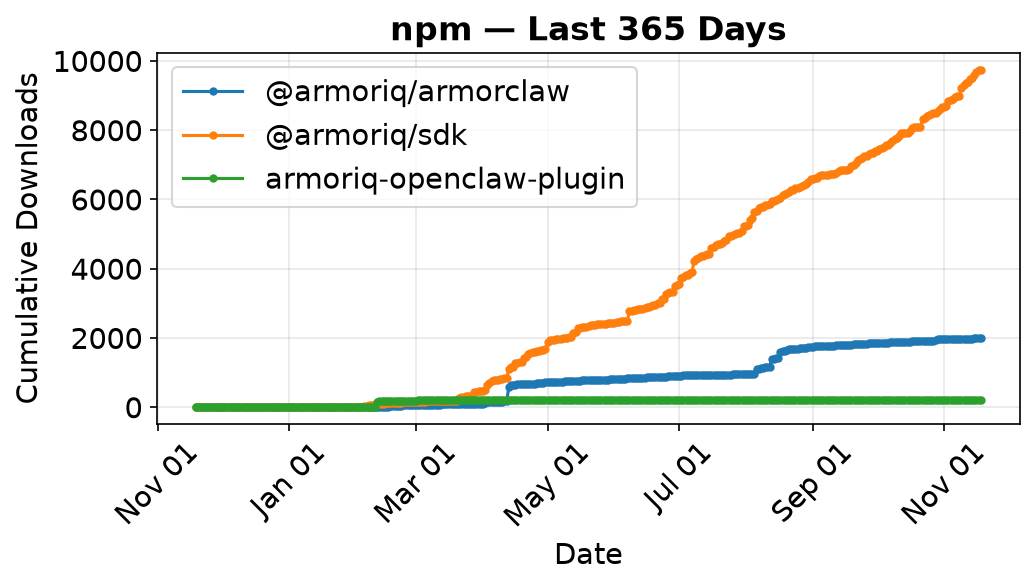 npm — Last 365 Days
Cumulative Downloads
10000
8000
6000
4000
2000
0
@armoriq/armorclaw
@armoriq/sdk
armoriq-openclaw-plugin
Nov 01
Jan 01
Mar 01
May 01
Jul 01
Sep 01
Nov 01
Date